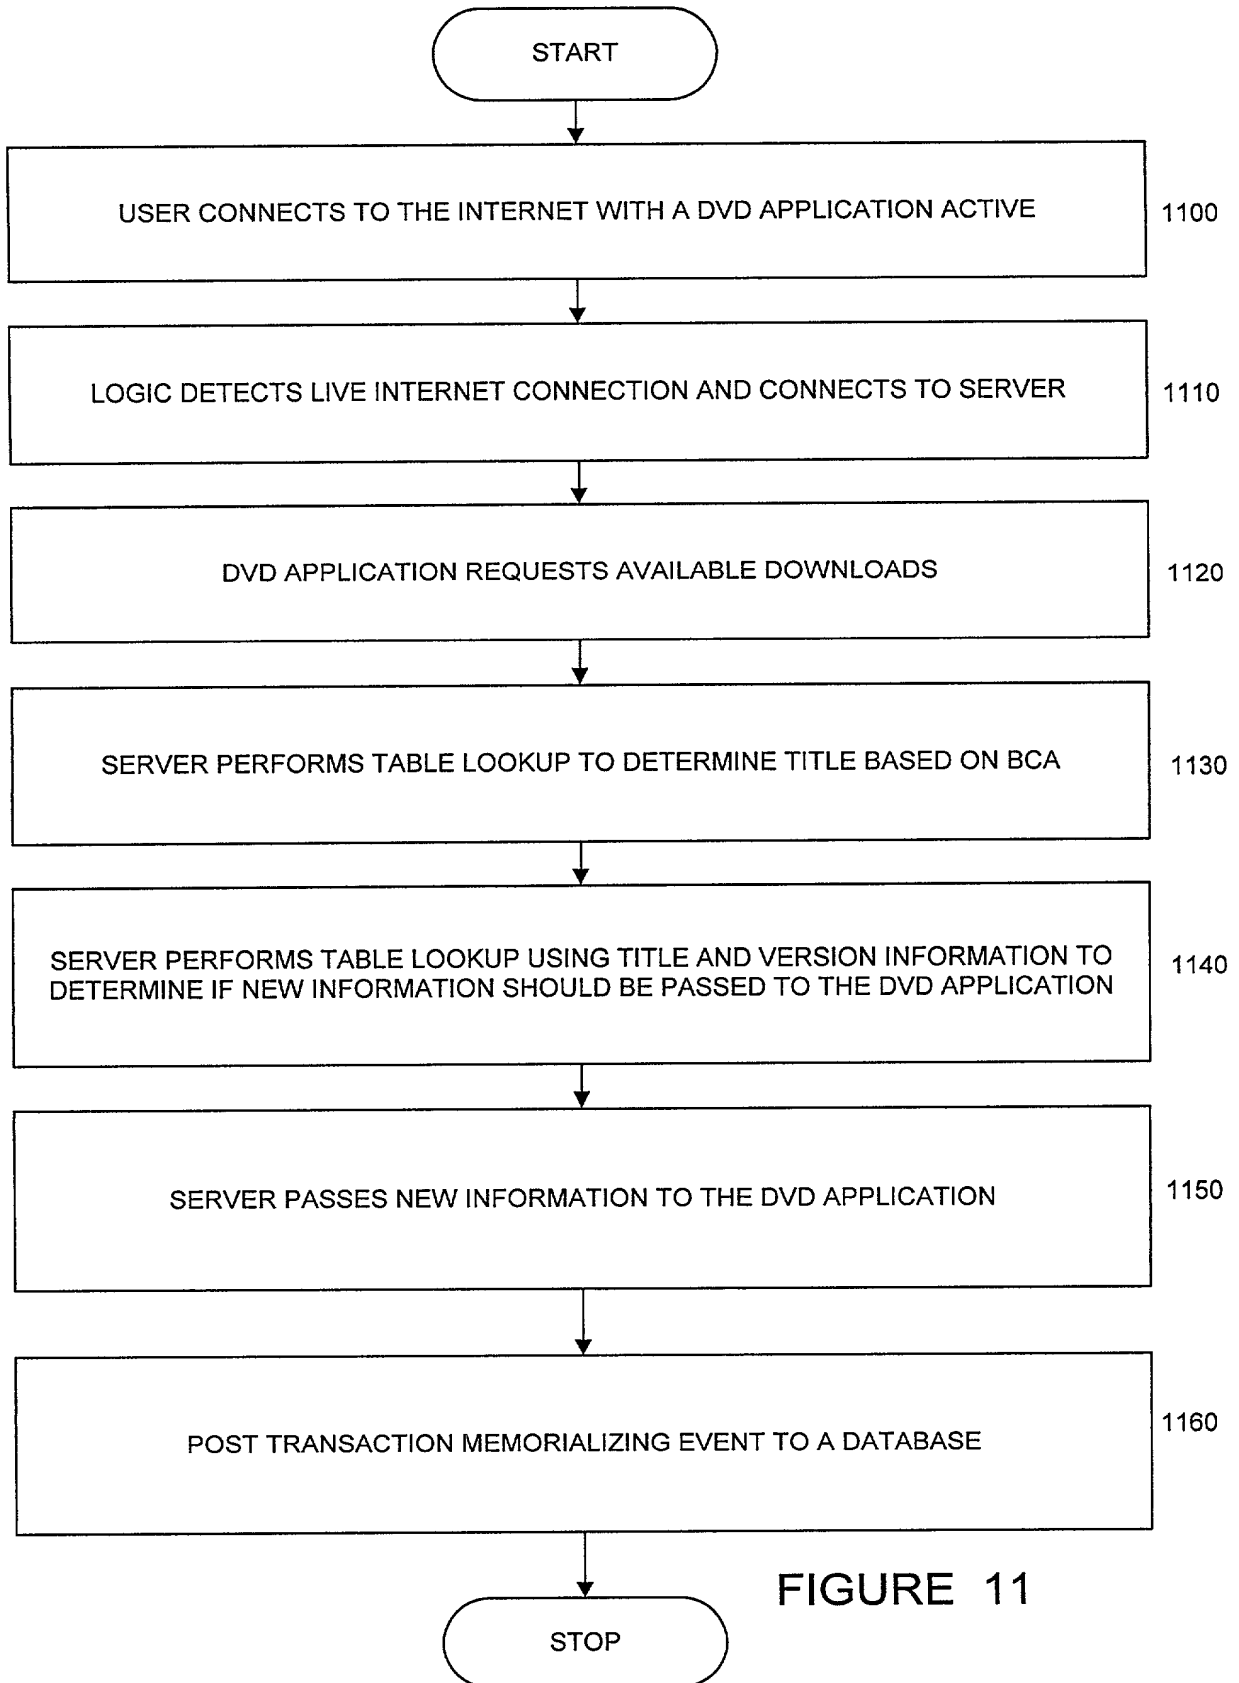 START
USER CONNECTS TO THE INTERNET WITH A DVD APPLICATION ACTIVE
1100
LOGIC DETECTS LIVE INTERNET CONNECTION AND CONNECTS TO SERVER
1110
DVD APPLICATION REQUESTS AVAILABLE DOWNLOADS
1120
SERVER PERFORMS TABLE LOOKUP TO DETERMINE TITLE BASED ON BCA
1130
SERVER PERFORMS TABLE LOOKUP USING TITLE AND VERSION INFORMATION TO
DETERMINE IF NEW INFORMATION SHOULD BE PASSED TO THE DVD APPLICATION
1140
SERVER PASSES NEW INFORMATION TO THE DVD APPLICATION
1150
POST TRANSACTION MEMORIALIZING EVENT TO A DATABASE
1160
FIGURE 11
STOP